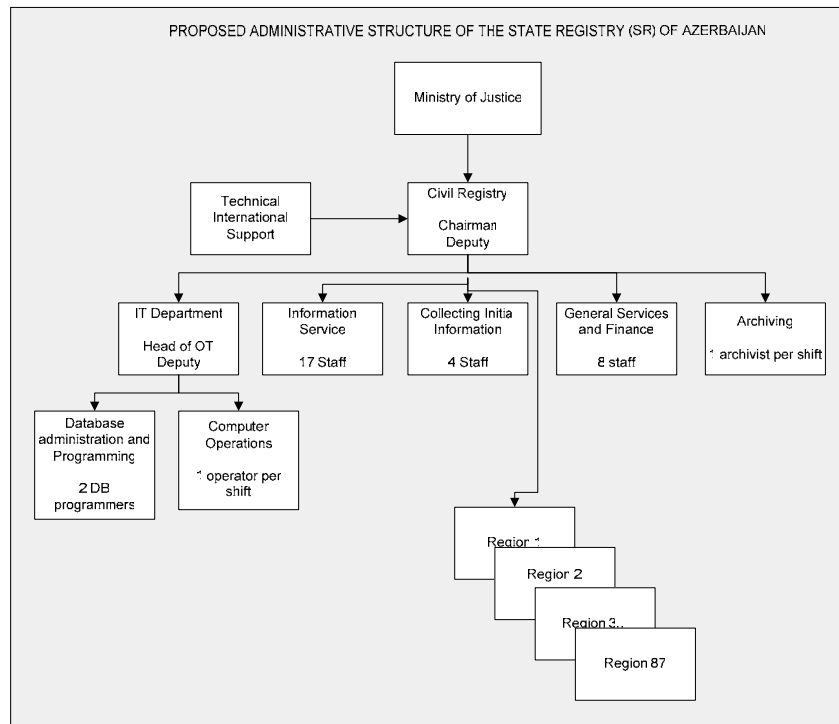 PROPOSED ADMINISTRATIVE STRUCTURE OF THE STATE REGISTRY (SR) OF AZERBAIJAN
Ministry of Justice
Technical
International
Support
Civil Registry
Chairman
Deputy
IT Department
Head of OT
Deputy
Information
Service
17 Staff
Collecting Initia
Information
4 Staff
General Services
and Finance
8 staff
Archiving
1 archivist per shift
Database
administration and
Programming
2 DB
programmers
Computer
Operations
1 operator per
shift
Region 1
Region 2
Region 3..
Region 87